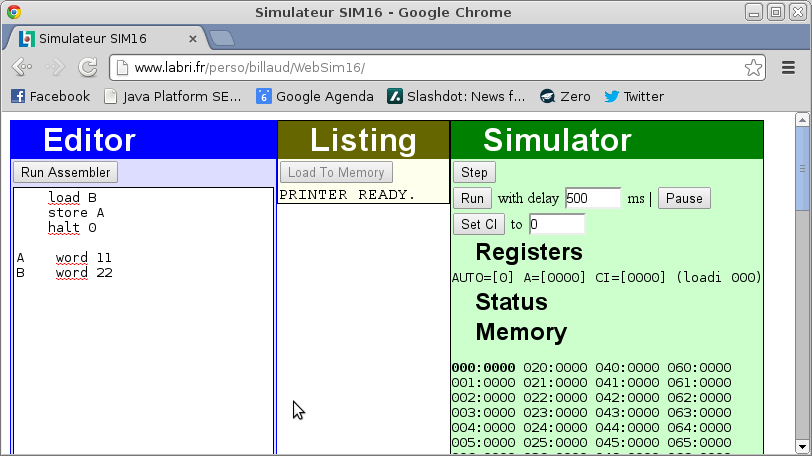 Simulateur SIM16 - Google Chrome
Simulateur SIM16
www.labri.fr/perso/billaud/WebSim16/
Facebook Java Platform SE... Google Agenda Slashdot: News f... Zero Twitter
Editor
Run Assembler
load B
store A
halt 0
A word 11
B word 22
Listing
Load To Memory
PRINTER READY.
Simulator
Step
Run with delay 500 ms | Pause
Set CI to 0
Registers
AUTO=[0] A=[0000] CI=[0000] (loadi 000)
Status
Memory
000:0000 020:0000 040:0000 060:0000
001:0000 021:0000 041:0000 061:0000
002:0000 022:0000 042:0000 062:0000
003:0000 023:0000 043:0000 063:0000
004:0000 024:0000 044:0000 064:0000
005:0000 025:0000 045:0000 065:0000